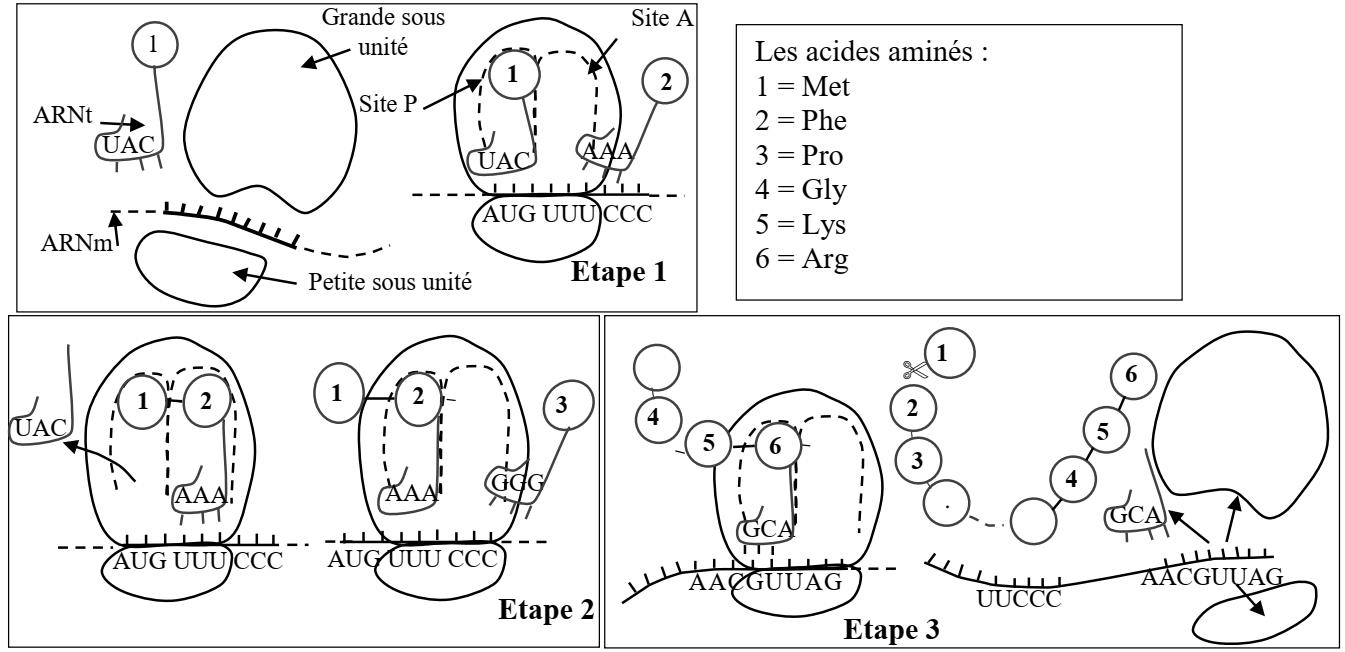 Grande sous
unité
Site A
1
ARNt
UAC
Site P
1
2
UAC
AAA
ARNm
AUG UUU CCC
Petite sous unité
Etape 1
Les acides aminés :
1 = Met
2 = Phe
3 = Pro
4 = Gly
5 = Lys
6 = Arg
UAC
1
2
AAA
AUG UUU CCC
1
2
3
AAA
GGG
AUG UUU CCC
Etape 2
4
5
6
GCA
AACGUUAG
1
2
3
4
5
6
GCA
UUCCC
AACGUUAG
Etape 3